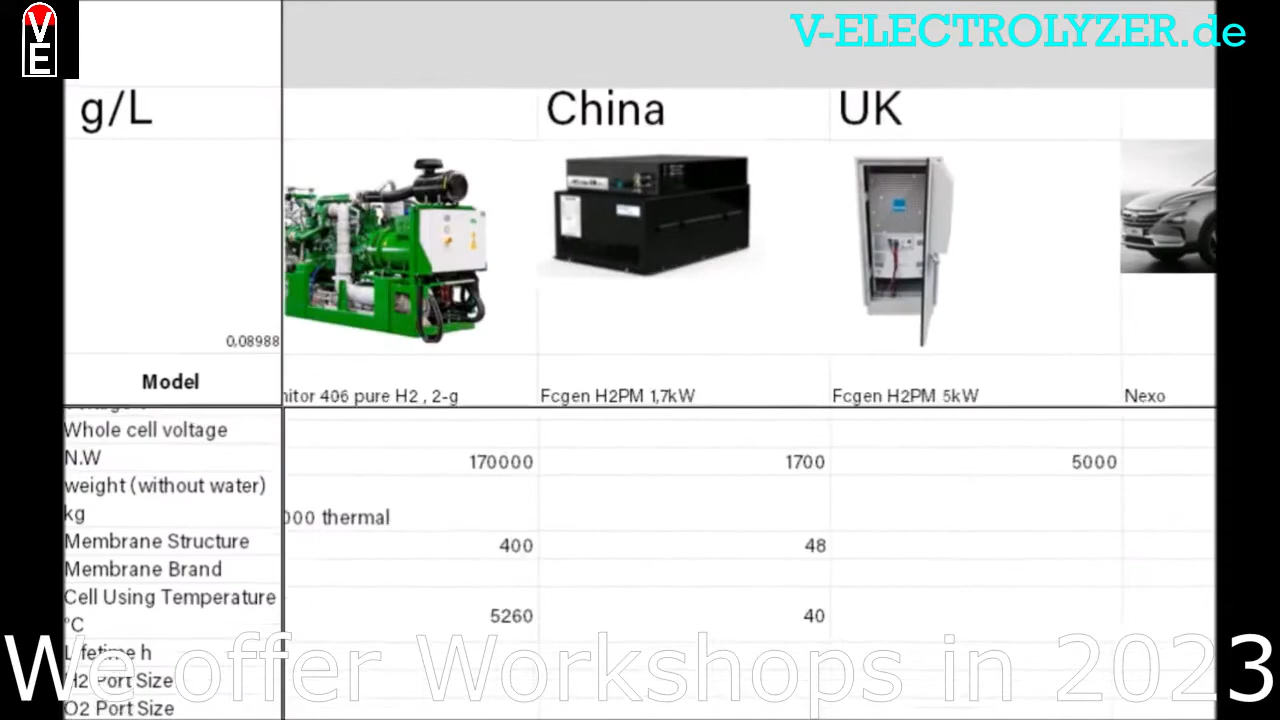 VE
V-ELECTROLYZER.de
g/L
China
UK
0,08988
Model
nitor 406 pure H2 , 2-g
Fcgen H2PM 1,7kW
Fcgen H2PM 5kW
Nexo
Whole cell voltage
N.W
170000
1700
5000
weight (without water)
kg
000 thermal
Membrane Structure
400
48
Membrane Brand
Cell Using Temperature
5260
40
°C
Lifetime h
We offer Workshops in 2023
H2 Port Size
O2 Port Size